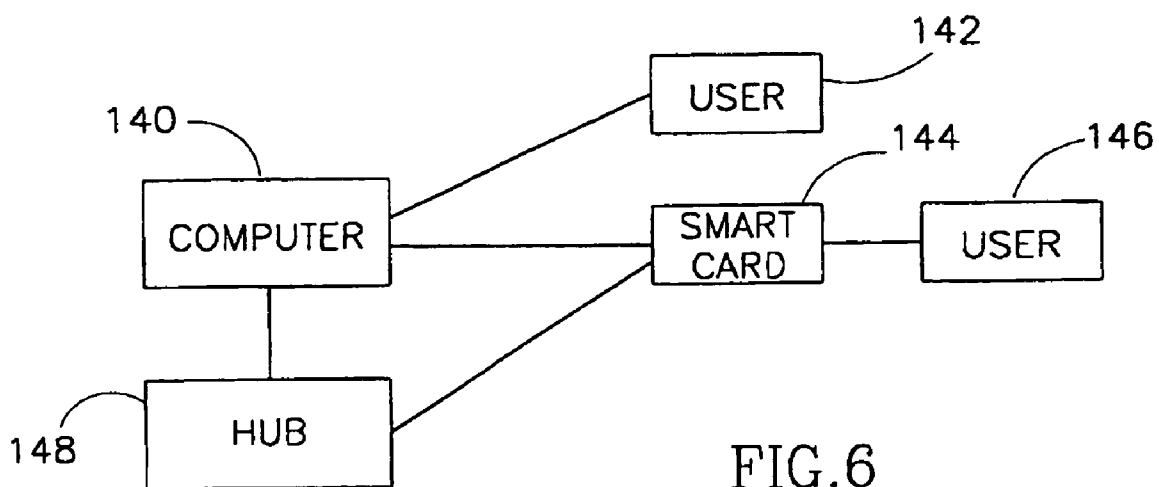 142
USER
140
144
146
COMPUTER
SMART
CARD
USER
HUB
148
FIG.6